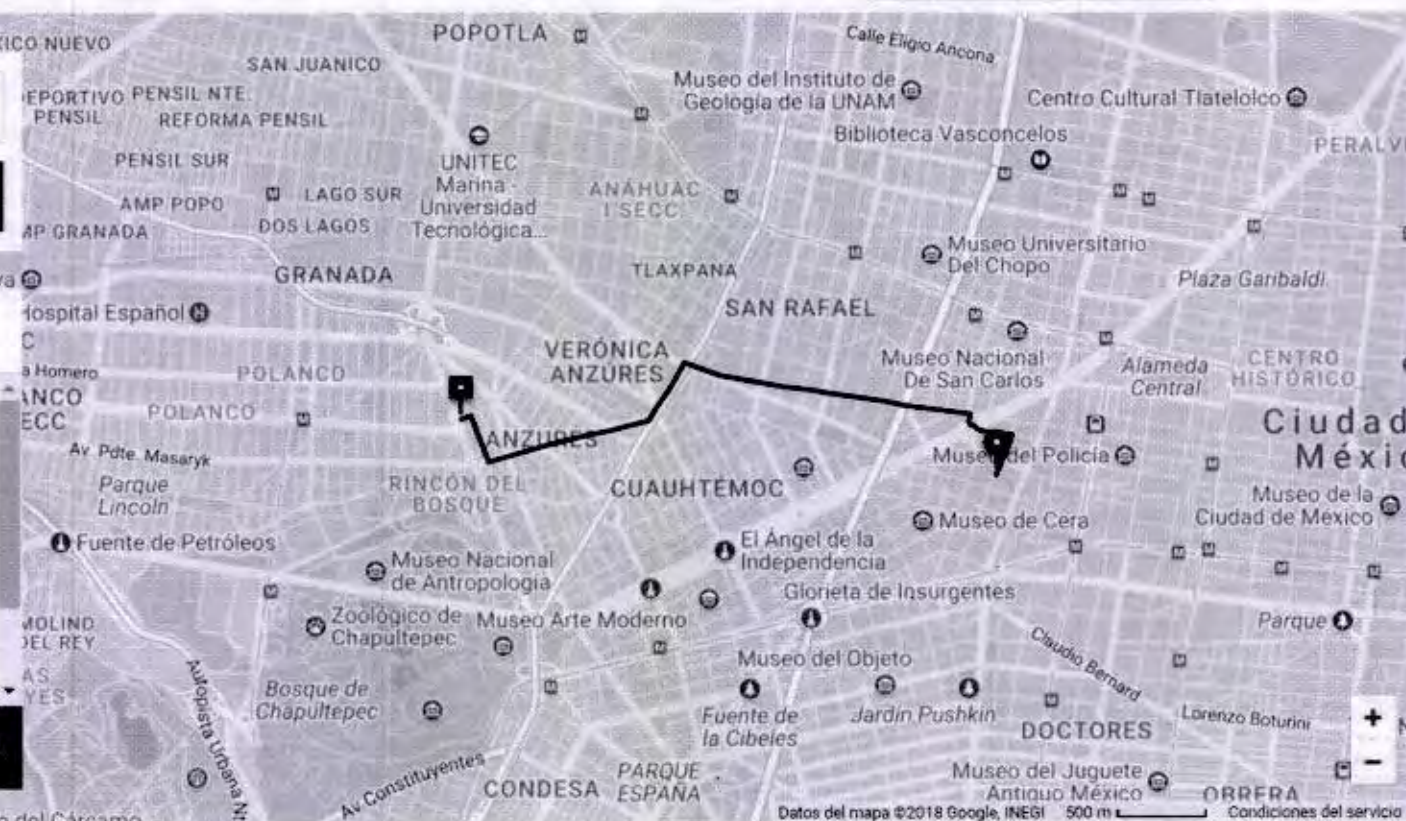 POPOTLA
Calle Eligio Ancona
ICO NUEVO
SAN JUANICO
Museo del Instituto de
Geología de la UNAM
EPORTIVO
PENSIL
PENSIL NTE.
REFORMA PENSIL
Centro Cultural Tlatelolco
Biblioteca Vasconcelos
PERALV
PENSIL SUR
UNITEC
Marina -
Universidad
Tecnológica...
LAGO SUR
ANÁHUAC
I SECC.
AMP POPO
DOS LAGOS
MP GRANADA
Museo Universitario
Del Chopo
GRANADA
TLAXPANA
Plaza Garibaldi
Hospital Español
SAN RAFAEL
VERÓNICA
ANZURES
Museo Nacional
De San Carlos
Alameda
Central
CENTRO
HISTÓRICO
a Homero
POLANCO
ANCO
ECC
POLANCO
ANZURES
Ciudad
Méxic
Av. Pdte. Masaryk
Museo del Policía
Parque
Lincoln
RINCÓN DEL
BOSQUE
CUAUHTÉMOC
Museo de la
Ciudad de México
Museo de Cera
Fuente de Petróleos
El Ángel de la
Independencia
Museo Nacional
de Antropología
Glorieta de Insurgentes
Zoológico de
Chapultepec
Museo Arte Moderno
Parque
MOLINO
DEL REY
Museo del Objeto
Claudio Bernard
AS
YES
Autopista Urbana N
Bosque de
Chapultepec
Fuente de
la Cibeles
Jardín Pushkin
DOCTORES
Lorenzo Boturini
+
−
Av Constituyentes
CONDESA
PARQUE
ESPAÑA
Museo del Juguete
Antiguo México
OBRERA
Datos del mapa ©2018 Google, INEGI 500 m Condiciones del servicio